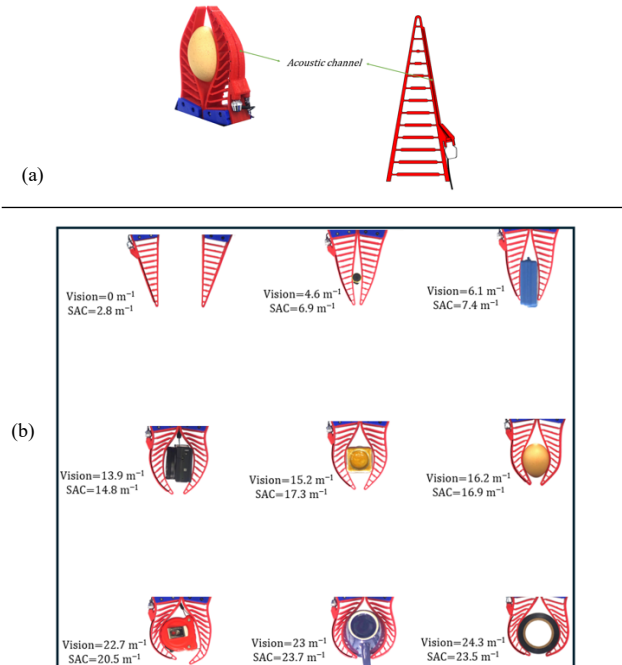 Acoustic channel
(a)
Vision=0 m⁻¹
SAC=2.8 m⁻¹
Vision=4.6 m⁻¹
SAC=6.9 m⁻¹
Vision=6.1 m⁻¹
SAC=7.4 m⁻¹
(b)
Vision=13.9 m⁻¹
SAC=14.8 m⁻¹
Vision=15.2 m⁻¹
SAC=17.3 m⁻¹
Vision=16.2 m⁻¹
SAC=16.9 m⁻¹
Vision=22.7 m⁻¹
SAC=20.5 m⁻¹
Vision=23 m⁻¹
SAC=23.7 m⁻¹
Vision=24.3 m⁻¹
SAC=23.5 m⁻¹